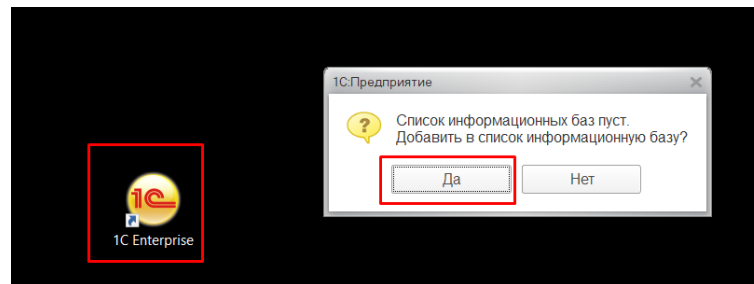 1С:Предприятие
Список информационных баз пуст.
Добавить в список информационную базу?
Да
Нет
1С
1C Enterprise